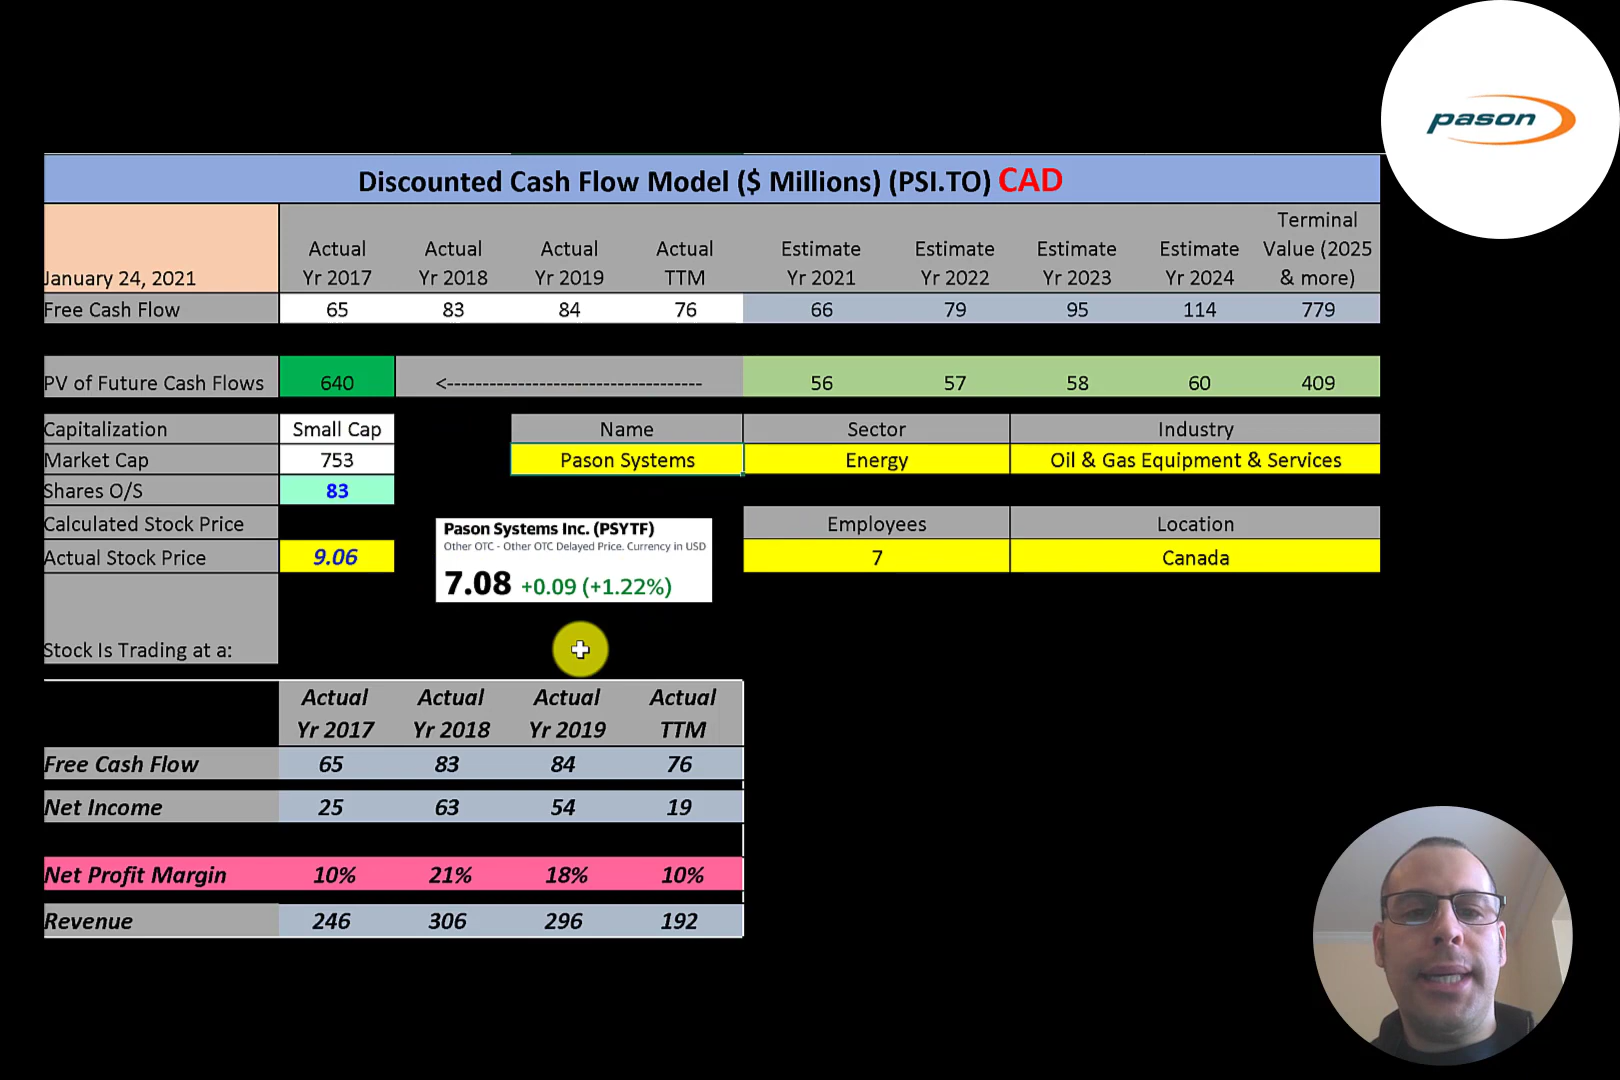 pason
Discounted Cash Flow Model ($ Millions) (PSI.TO) CAD
January 24, 2021
Actual Yr 2017
Actual Yr 2018
Actual Yr 2019
Actual TTM
Estimate Yr 2021
Estimate Yr 2022
Estimate Yr 2023
Estimate Yr 2024
Terminal Value (2025 & more)
Free Cash Flow 65 83 84 76 66 79 95 114 779
PV of Future Cash Flows 640 <------------------------------------- 56 57 58 60 409
Capitalization Small Cap Name Sector Industry
Market Cap 753 Pason Systems Energy Oil & Gas Equipment & Services
Shares O/S 83
Calculated Stock Price Employees Location
Actual Stock Price 9.06 7 Canada
Pason Systems Inc. (PSYTF)
Other OTC - Other OTC Delayed Price. Currency in USD
7.08 +0.09 (+1.22%)
Stock Is Trading at a:
Actual Yr 2017
Actual Yr 2018
Actual Yr 2019
Actual TTM
Free Cash Flow 65 83 84 76
Net Income 25 63 54 19
Net Profit Margin 10% 21% 18% 10%
Revenue 246 306 296 192